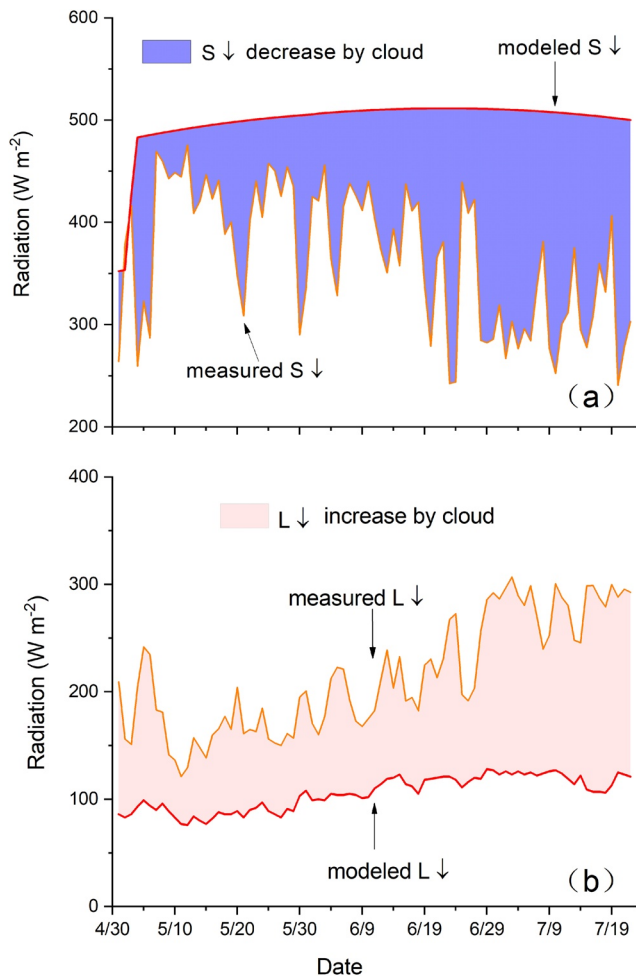 600
500
400
300
200
Radiation (W m-2)
S ↓ decrease by cloud
modeled S ↓
measured S ↓
(a)
400
300
200
100
0
Radiation (W m-2)
L ↓ increase by cloud
measured L ↓
modeled L ↓
(b)
4/30 5/10 5/20 5/30 6/9 6/19 6/29 7/9 7/19
Date